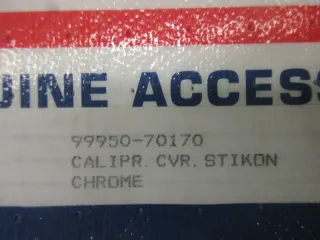 UINE ACCESS
99950-70170
CALIPR. CVR. STIKON
CHROME